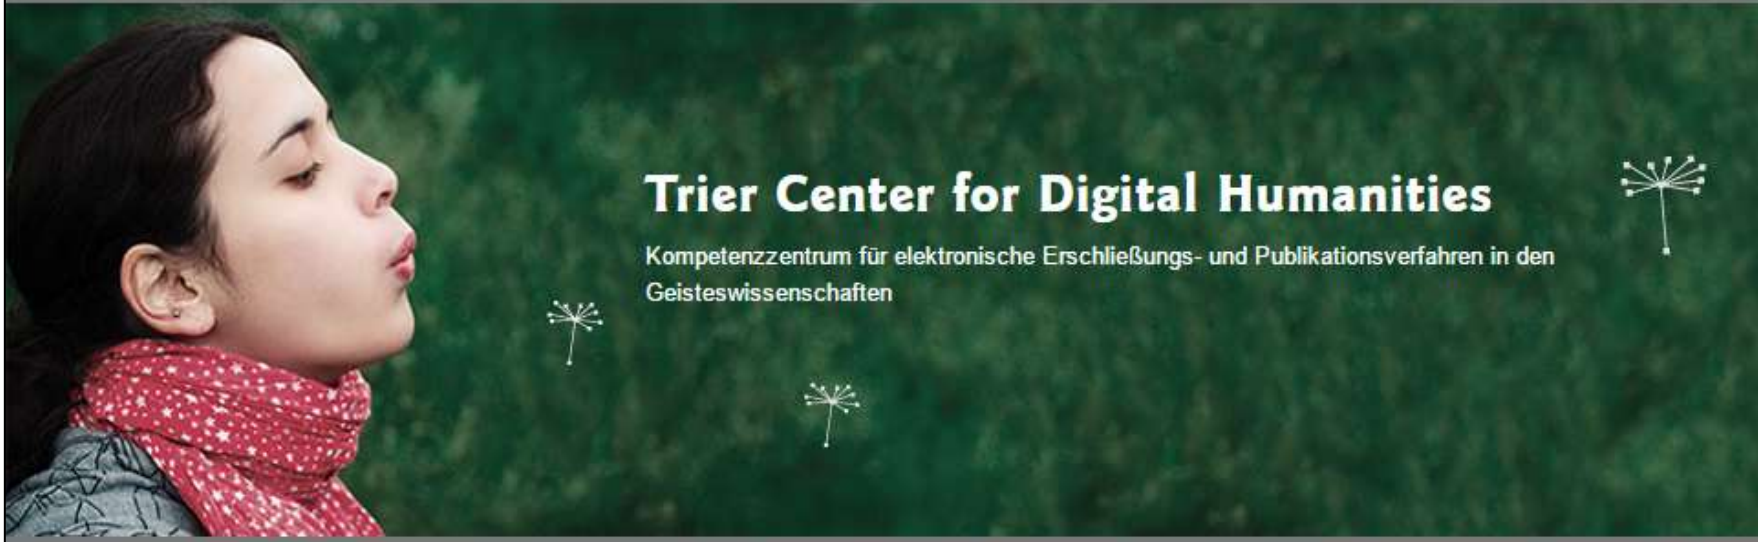 Trier Center for Digital Humanities
Kompetenzzentrum für elektronische Erschließungs- und Publikationsverfahren in den
Geisteswissenschaften